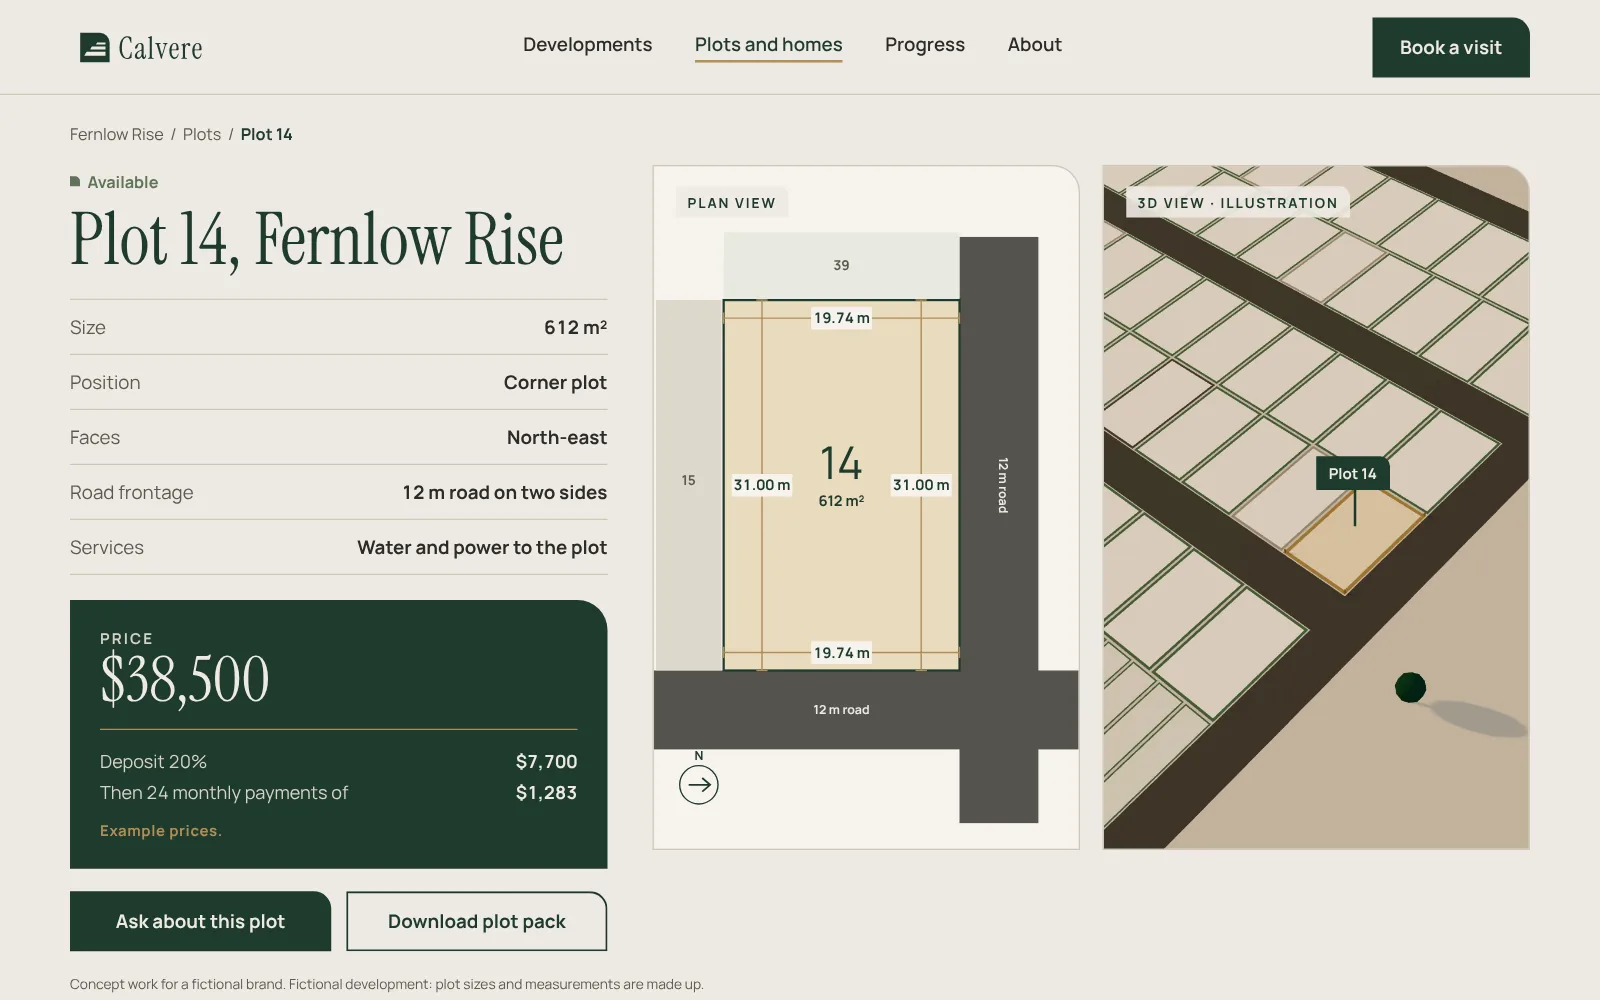 Calvere
Developments
Plots and homes
Progress
About
Book a visit
Fernlow Rise / Plots / Plot 14
Available
Plot 14, Fernlow Rise
Size 612 m²
Position Corner plot
Faces North-east
Road frontage 12 m road on two sides
Services Water and power to the plot
PRICE
$38,500
Deposit 20% $7,700
Then 24 monthly payments of $1,283
Example prices.
Ask about this plot
Download plot pack
PLAN VIEW
39
19.74 m
15
31.00 m
14
612 m²
31.00 m
12 m road
19.74 m
12 m road
N
3D VIEW · ILLUSTRATION
Plot 14
Concept work for a fictional brand. Fictional development: plot sizes and measurements are made up.